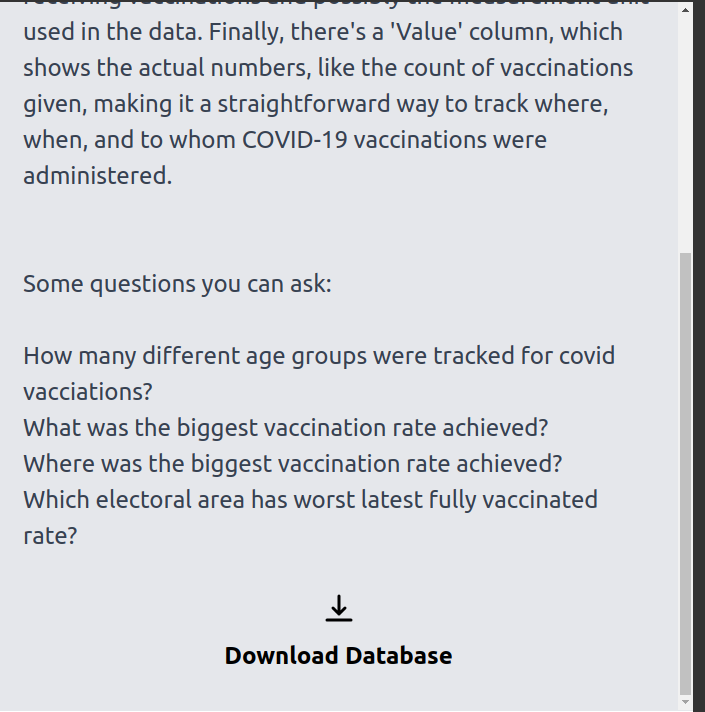 used in the data. Finally, there's a 'Value' column, which
shows the actual numbers, like the count of vaccinations
given, making it a straightforward way to track where,
when, and to whom COVID-19 vaccinations were
administered.
Some questions you can ask:
How many different age groups were tracked for covid
vacciations?
What was the biggest vaccination rate achieved?
Where was the biggest vaccination rate achieved?
Which electoral area has worst latest fully vaccinated
rate?
Download Database